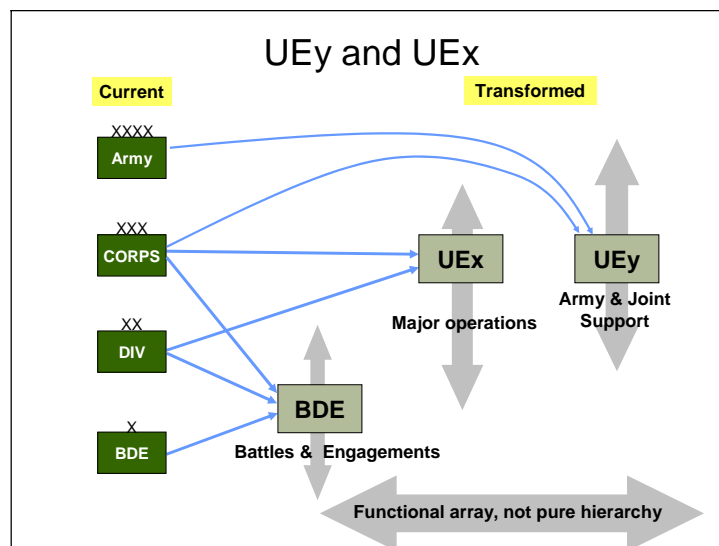 UEy and UEx
Current
Transformed
XXXX
Army
XXX
CORPS
UEx
UEy
Army & Joint
Support
Major operations
XX
DIV
BDE
X
BDE
Battles & Engagements
Functional array, not pure hierarchy